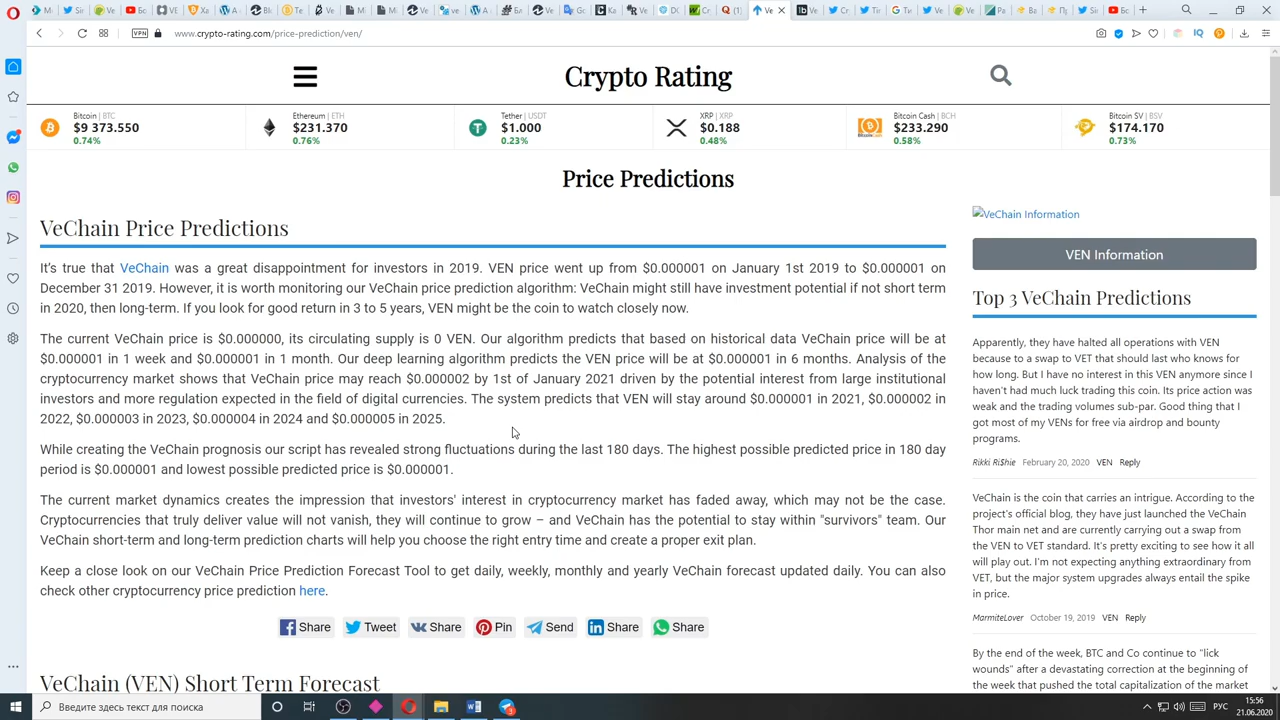 VPN
www.crypto-rating.com/price-prediction/ven/
Crypto Rating
Bitcoin | BTC
$9 373.550
0.74%
Ethereum | ETH
$231.370
0.76%
Tether | USDT
$1.000
0.23%
XRP | XRP
$0.188
0.48%
Bitcoin Cash | BCH
$233.290
0.58%
Bitcoin SV | BSV
$174.170
0.73%
Price Predictions
VeChain Price Predictions
It's true that VeChain was a great disappointment for investors in 2019. VEN price went up from $0.000001 on January 1st 2019 to $0.000001 on
December 31 2019. However, it is worth monitoring our VeChain price prediction algorithm: VeChain might still have investment potential if not short term
in 2020, then long-term. If you look for good return in 3 to 5 years, VEN might be the coin to watch closely now.
The current VeChain price is $0.000000, its circulating supply is 0 VEN. Our algorithm predicts that based on historical data VeChain price will be at
$0.000001 in 1 week and $0.000001 in 1 month. Our deep learning algorithm predicts the VEN price will be at $0.000001 in 6 months. Analysis of the
cryptocurrency market shows that VeChain price may reach $0.000002 by 1st of January 2021 driven by the potential interest from large institutional
investors and more regulation expected in the field of digital currencies. The system predicts that VEN will stay around $0.000001 in 2021, $0.000002 in
2022, $0.000003 in 2023, $0.000004 in 2024 and $0.000005 in 2025.
While creating the VeChain prognosis our script has revealed strong fluctuations during the last 180 days. The highest possible predicted price in 180 day
period is $0.000001 and lowest possible predicted price is $0.000001.
The current market dynamics creates the impression that investors' interest in cryptocurrency market has faded away, which may not be the case.
Cryptocurrencies that truly deliver value will not vanish, they will continue to grow – and VeChain has the potential to stay within "survivors" team. Our
VeChain short-term and long-term prediction charts will help you choose the right entry time and create a proper exit plan.
Keep a close look on our VeChain Price Prediction Forecast Tool to get daily, weekly, monthly and yearly VeChain forecast updated daily. You can also
check other cryptocurrency price prediction here.
Share
Tweet
Share
Pin
Send
Share
Share
VeChain (VEN) Short Term Forecast
VeChain Information
VEN Information
Top 3 VeChain Predictions
Apparently, they have halted all operations with VEN
because to a swap to VET that should last who knows for
how long. But I have no interest in this VEN anymore since I
haven't had much luck trading this coin. Its price action was
weak and the trading volumes sub-par. Good thing that I
got most of my VENs for free via airdrop and bounty
programs.
Rikki Ri$hie February 20, 2020 VEN Reply
VeChain is the coin that carries an intrigue. According to the
project's official blog, they have just launched the VeChain
Thor main net and are currently carrying out a swap from
the VEN to VET standard. It's pretty exciting to see how it all
will play out. I'm not expecting anything extraordinary from
VET, but the major system upgrades always entail the spike
in price.
MarmiteLover October 19, 2019 VEN Reply
By the end of the week, BTC and Co continue to "lick
wounds" after a devastating correction at the beginning of
the week that pushed the total capitalization of the market
Введите здесь текст для поиска
РУС
15:56
21.06.2020